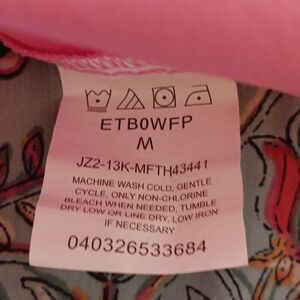 ETB0WFP
M
JZ2-13K-MFTH43441
MACHINE WASH COLD, GENTLE
CYCLE, ONLY NON-CHLORINE
BLEACH WHEN NEEDED, TUMBLE
DRY LOW OR LINE DRY, LOW IRON
IF NECESSARY
040326533684